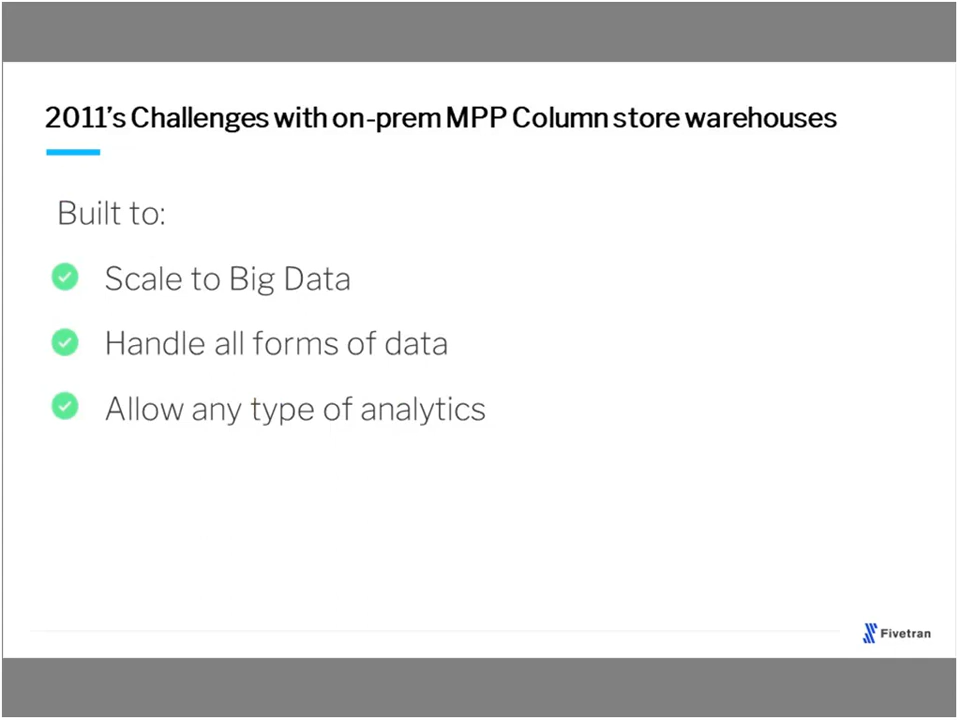 2011's Challenges with on-prem MPP Column store warehouses
Built to:
Scale to Big Data
Handle all forms of data
Allow any type of analytics
Fivetran